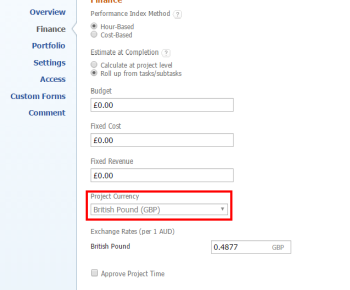 Finance
Overview
Finance
Portfolio
Settings
Access
Custom Forms
Comment
Performance Index Method ?
Hour-Based
Cost-Based
Estimate at Completion ?
Calculate at project level
Roll up from tasks/subtasks
Budget
£0.00
Fixed Cost
£0.00
Fixed Revenue
£0.00
Project Currency
British Pound (GBP)
Exchange Rates (per 1 AUD)
British Pound 0.4877 GBP
Approve Project Time